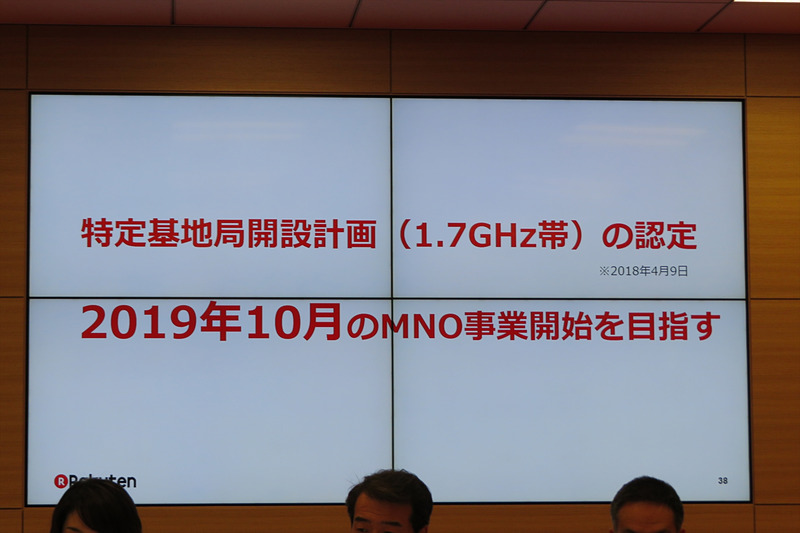 特定基地局開設計画（1.7GHz帯）の認定
※2018年4月9日
2019年10月のMNO事業開始を目指す
R Rakuten
38